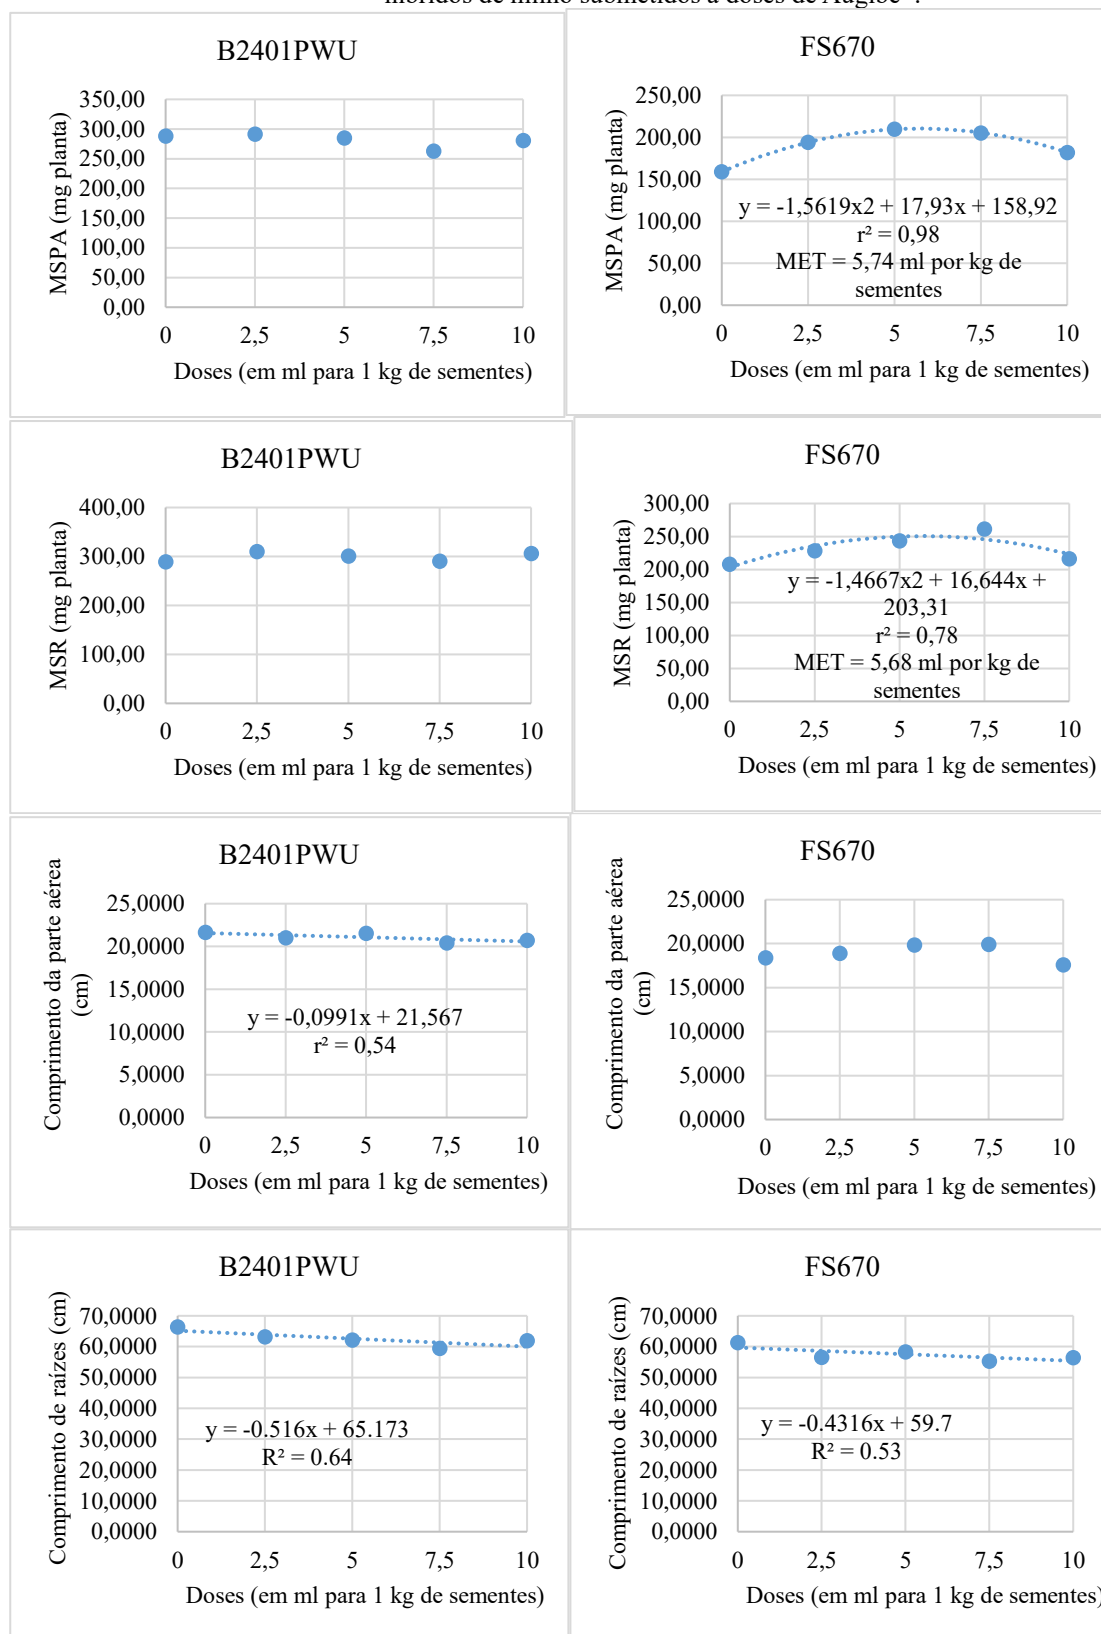 de milho submetidos a doses de
B2401PWU
350,00
300,00
250,00
200,00
150,00
100,00
50,00
0,00
MSPA (mg planta)
0 2,5 5 7,5 10
Doses (em ml para 1 kg de sementes)
FS670
250,00
200,00
150,00
100,00
50,00
0,00
MSPA (mg planta)
y = -1,5619x2 + 17,93x + 158,92
r² = 0,98
MET = 5,74 ml por kg de
sementes
0 2,5 5 7,5 10
Doses (em ml para 1 kg de sementes)
B2401PWU
400,00
300,00
200,00
100,00
0,00
MSR (mg planta)
0 2,5 5 7,5 10
Doses (em ml para 1 kg de sementes)
FS670
300,00
250,00
200,00
150,00
100,00
50,00
0,00
MSR (mg planta)
y = -1,4667x2 + 16,644x +
203,31
r² = 0,78
MET = 5,68 ml por kg de
sementes
0 2,5 5 7,5 10
Doses (em ml para 1 kg de sementes)
B2401PWU
25,0000
20,0000
15,0000
10,0000
5,0000
0,0000
Comprimento da parte aérea
(cm)
y = -0,0991x + 21,567
r² = 0,54
0 2,5 5 7,5 10
Doses (em ml para 1 kg de sementes)
FS670
25,0000
20,0000
15,0000
10,0000
5,0000
0,0000
Comprimento da parte aérea
(cm)
0 2,5 5 7,5 10
Doses (em ml para 1 kg de sementes)
B2401PWU
70,0000
60,0000
50,0000
40,0000
30,0000
20,0000
10,0000
0,0000
Comprimento de raízes (cm)
y = -0.516x + 65.173
R² = 0.64
0 2,5 5 7,5 10
Doses (em ml para 1 kg de sementes)
FS670
70,0000
60,0000
50,0000
40,0000
30,0000
20,0000
10,0000
0,0000
Comprimento de raízes (cm)
y = -0.4316x + 59.7
R² = 0.53
0 2,5 5 7,5 10
Doses (em ml para 1 kg de sementes)